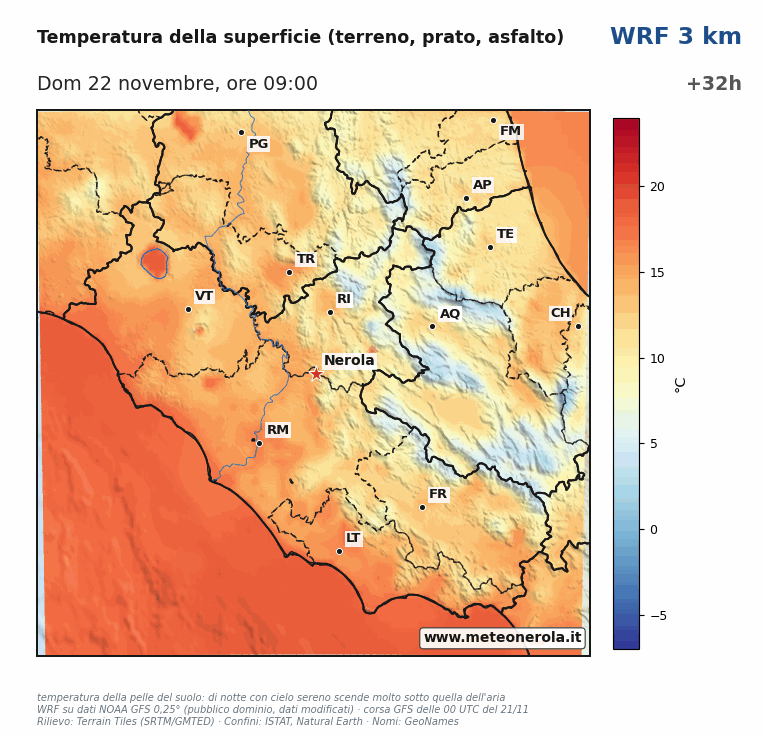 Temperatura della superficie (terreno, prato, asfalto)
WRF 3 km
Dom 22 novembre, ore 09:00
+32h
FM
PG
AP
TE
TR
VT
RI
AQ
CH
Nerola
RM
FR
LT
www.meteonerola.it
20
15
10
5
0
−5
°C
temperatura della pelle del suolo: di notte con cielo sereno scende molto sotto quella dell'aria
WRF su dati NOAA GFS 0,25° (pubblico dominio, dati modificati) · corsa GFS delle 00 UTC del 21/11
Rilievo: Terrain Tiles (SRTM/GMTED) · Confini: ISTAT, Natural Earth · Nomi: GeoNames